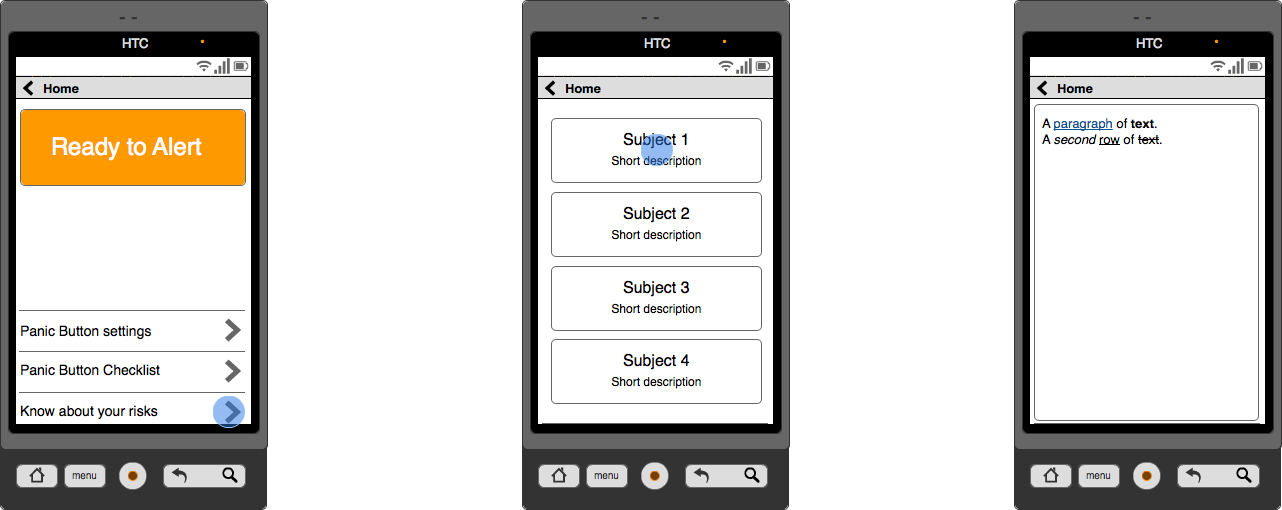 HTC
Home
Ready to Alert
Panic Button settings
Panic Button Checklist
Know about your risks
menu
HTC
Home
Subject 1
Short description
Subject 2
Short description
Subject 3
Short description
Subject 4
Short description
menu
HTC
Home
A paragraph of text.
A second row of text.
menu